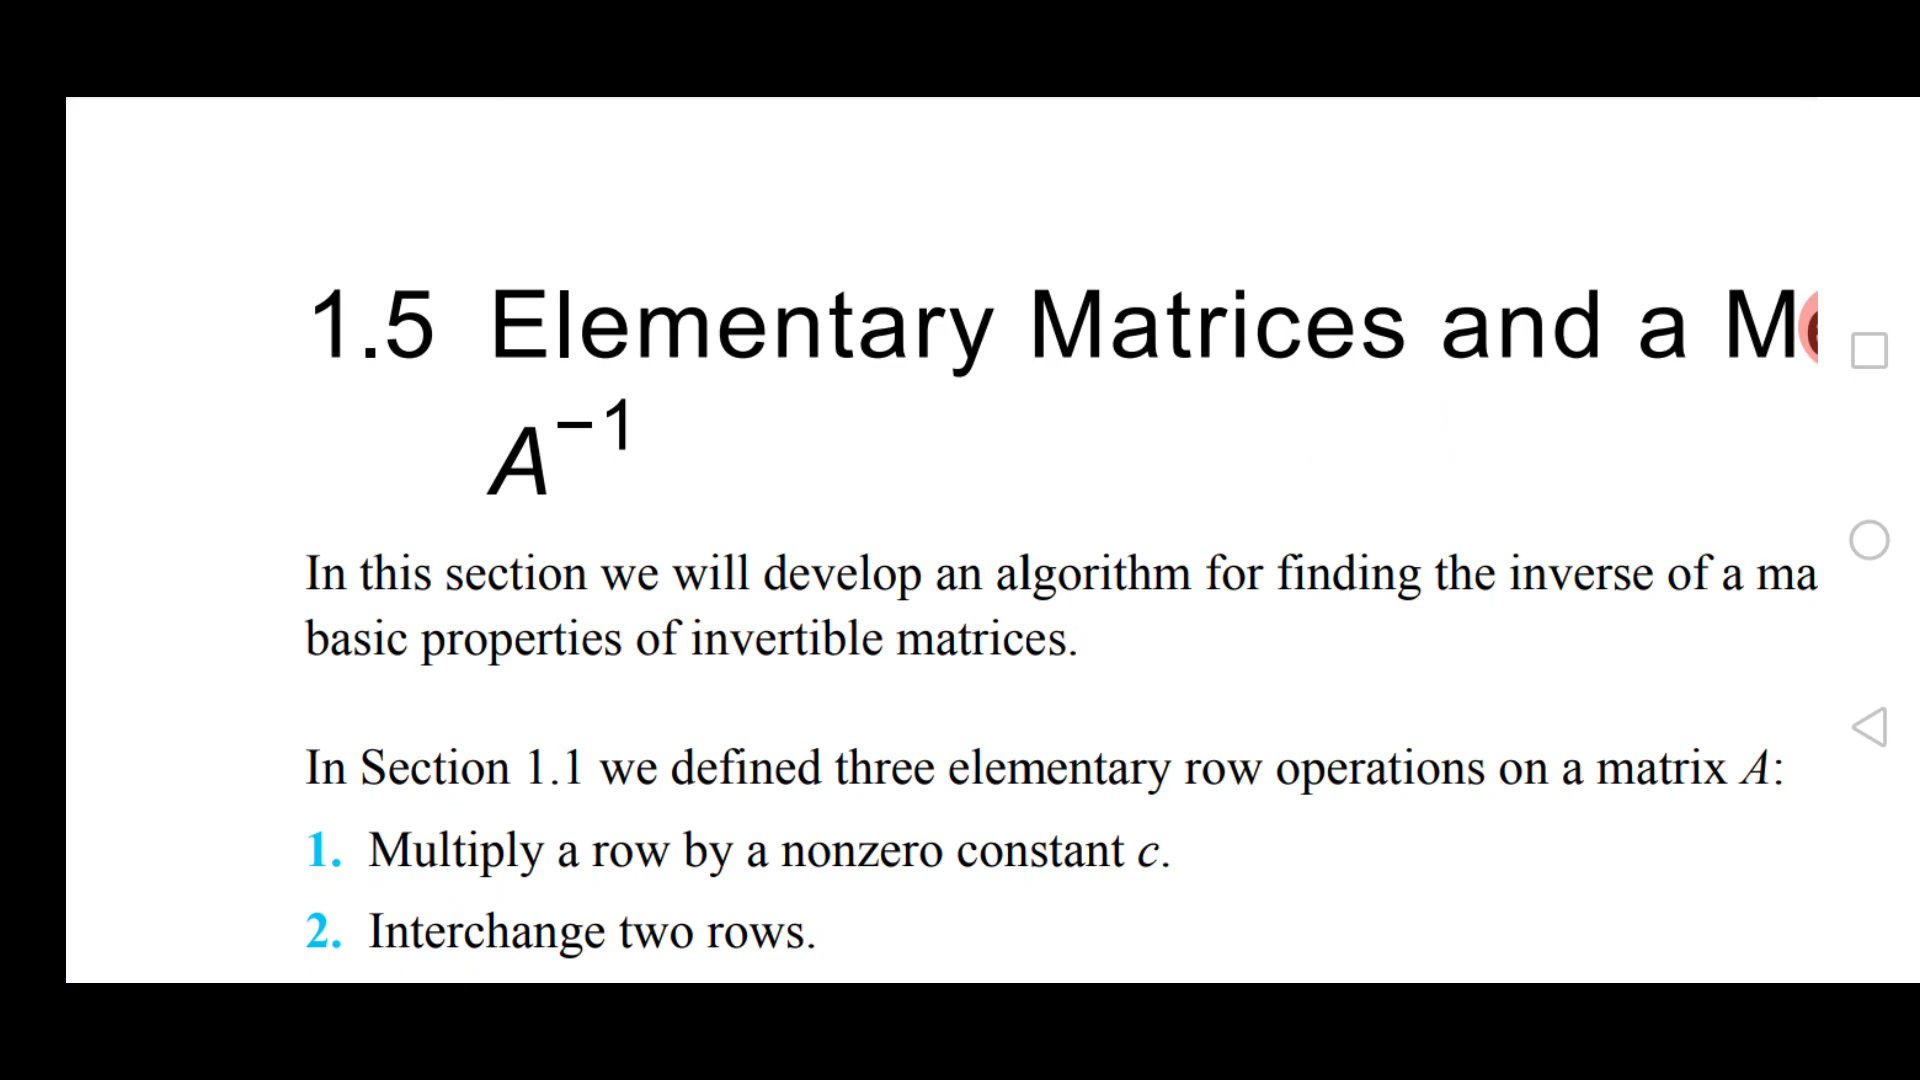 1.5 Elementary Matrices and a M
A⁻¹
In this section we will develop an algorithm for finding the inverse of a ma
basic properties of invertible matrices.
In Section 1.1 we defined three elementary row operations on a matrix A:
1. Multiply a row by a nonzero constant c.
2. Interchange two rows.